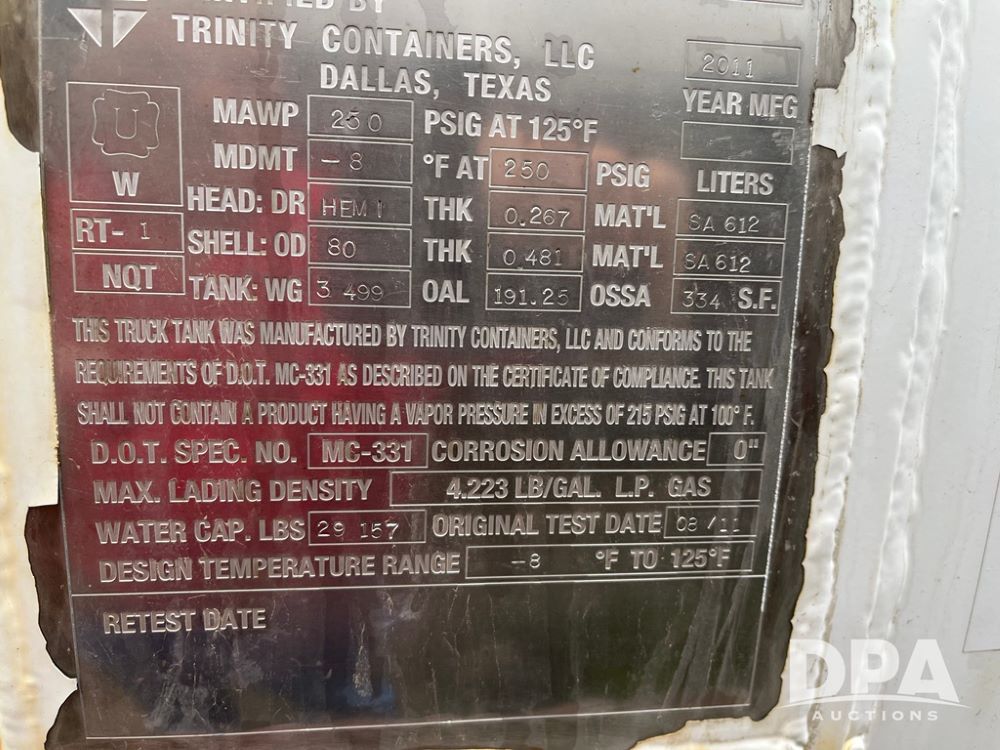 BY
TRINITY CONTAINERS, LLC
DALLAS, TEXAS
2011
YEAR MFG
U
W
MAWP 250 PSIG AT 125°F
MDMT -8 °F AT 250 PSIG LITERS
HEAD: DR HEMI THK 0.267 MAT'L SA 612
RT- 1 SHELL: OD 80 THK 0.481 MAT'L SA 612
NQT TANK: WG 3 499 OAL 191.25 OSSA 334 S.F.
THIS TRUCK TANK WAS MANUFACTURED BY TRINITY CONTAINERS, LLC AND CONFORMS TO THE
REQUIREMENTS OF D.O.T. MC-331 AS DESCRIBED ON THE CERTIFICATE OF COMPLIANCE. THIS TANK
SHALL NOT CONTAIN A PRODUCT HAVING A VAPOR PRESSURE IN EXCESS OF 215 PSIG AT 100° F.
D.O.T. SPEC. NO. MC-331 CORROSION ALLOWANCE 0"
MAX. LADING DENSITY 4.223 LB/GAL. L.P. GAS
WATER CAP. LBS 29 157 ORIGINAL TEST DATE 08/11
DESIGN TEMPERATURE RANGE -8 °F TO 125°F
RETEST DATE
DPA
AUCTIONS